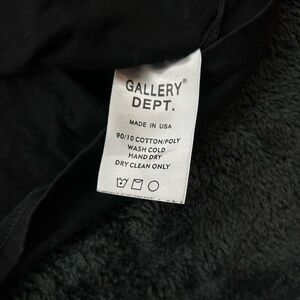 GALLERY®
DEPT.
MADE IN USA
90/10 COTTON/POLY
WASH COLD
HAND DRY
DRY CLEAN ONLY